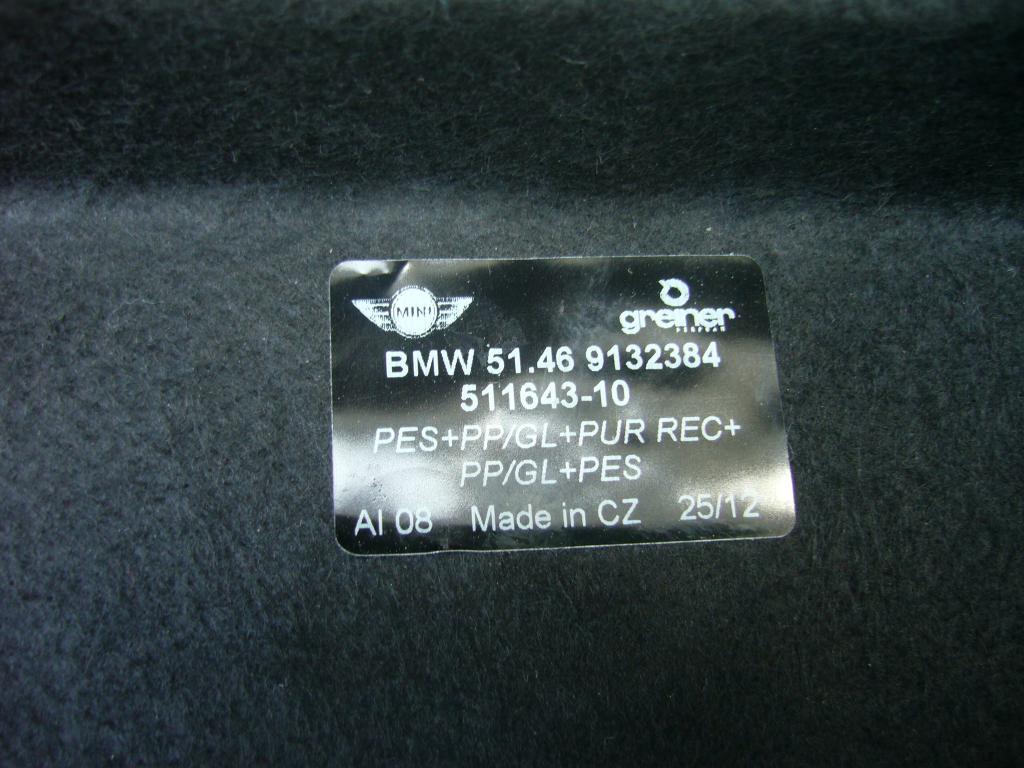 MINI
greiner
BMW 51.46 9132384
511643-10
PES+PP/GL+PUR REC+
PP/GL+PES
AI 08 Made in CZ 25/12